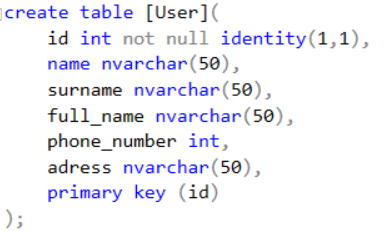 create table [User](
id int not null identity(1,1),
name nvarchar(50),
surname nvarchar(50),
full_name nvarchar(50),
phone_number int,
adress nvarchar(50),
primary key (id)
);